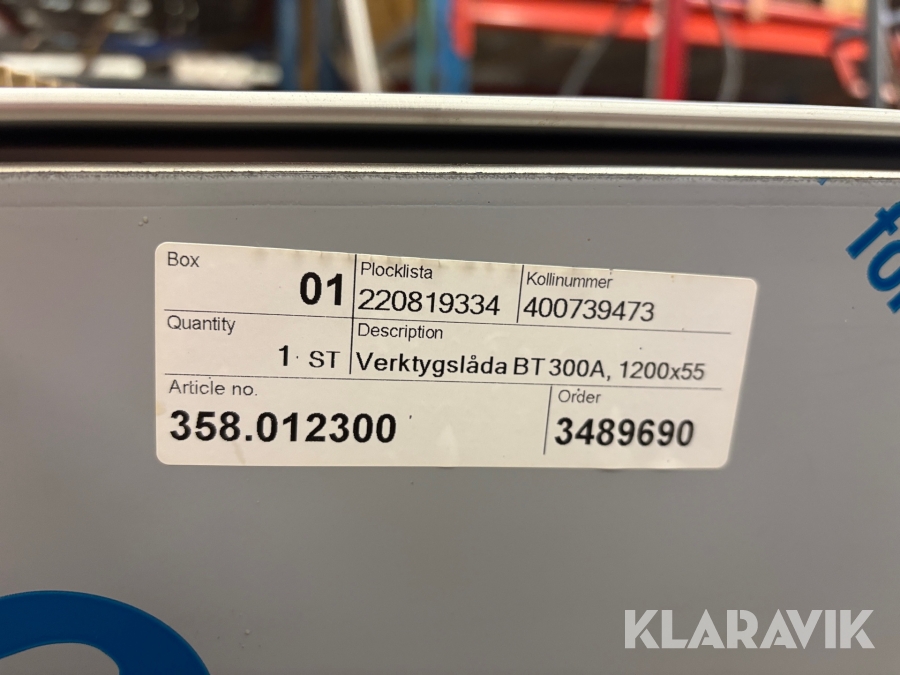 Box
01
Plocklista
220819334
Kollinummer
400739473
Quantity
1 ST
Description
Verktygslåda BT 300A, 1200x55
Article no.
358.012300
Order
3489690
KLARAVIK